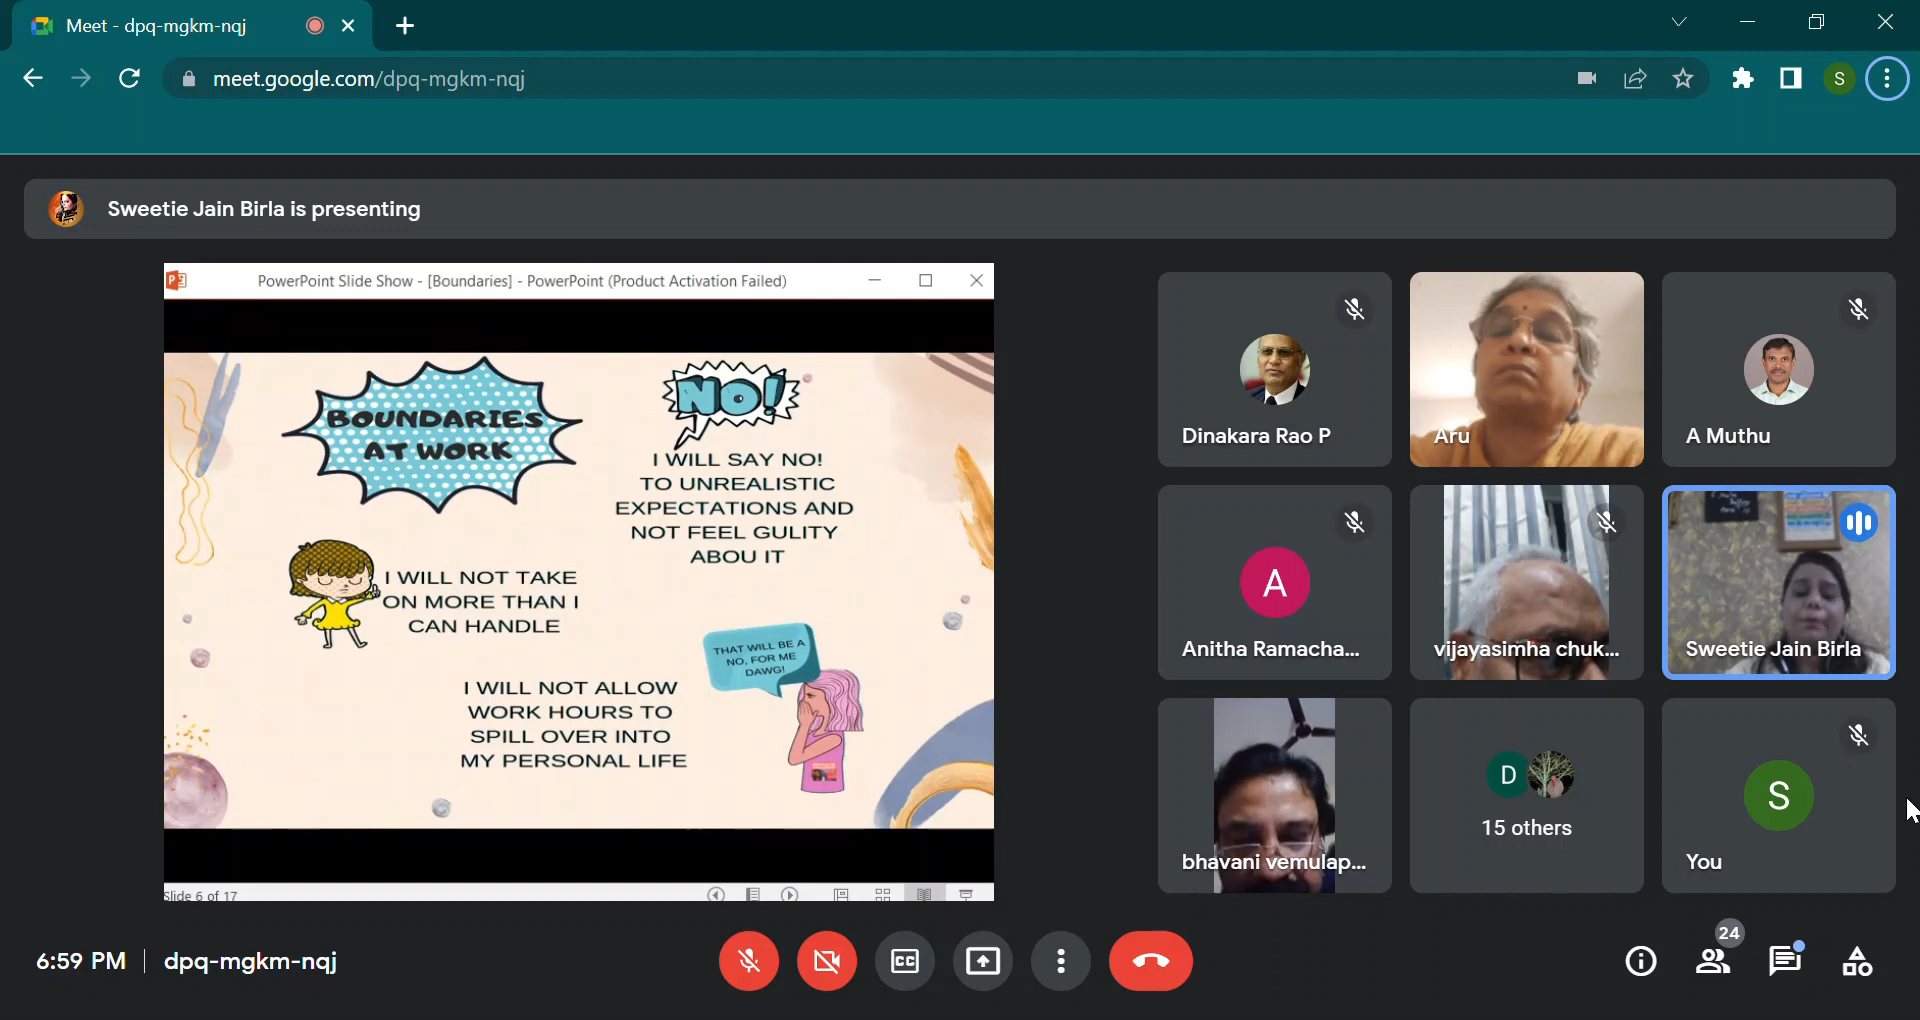 Meet - dpq-mgkm-nqj
meet.google.com/dpq-mgkm-nqj
S
Sweetie Jain Birla is presenting
PowerPoint Slide Show - [Boundaries] - PowerPoint (Product Activation Failed)
BOUNDARIES
AT WORK
NO!
I WILL SAY NO!
TO UNREALISTIC
EXPECTATIONS AND
NOT FEEL GULITY
ABOU IT
I WILL NOT TAKE
ON MORE THAN I
CAN HANDLE
THAT WILL BE A
NO, FOR ME
DAWG!
I WILL NOT ALLOW
WORK HOURS TO
SPILL OVER INTO
MY PERSONAL LIFE
Slide 6 of 17
Dinakara Rao P
Aru
A Muthu
A
Anitha Ramacha...
vijayasimha chuk...
Sweetie Jain Birla
bhavani vemulap...
D
15 others
S
You
6:59 PM
dpq-mgkm-nqj
CC
24